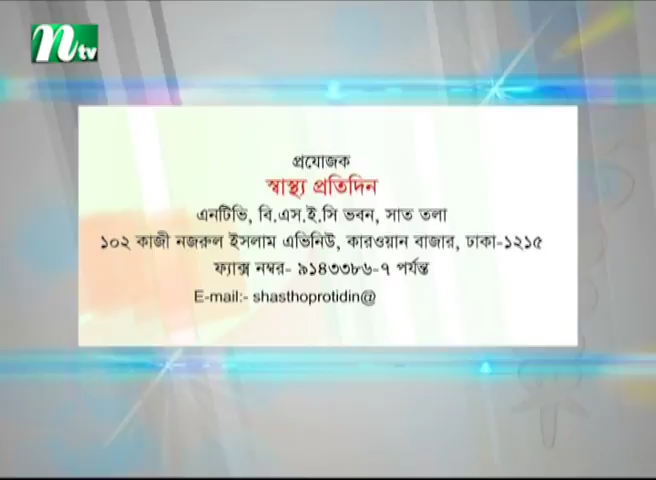 ntv
প্রযোজক
স্বাস্থ্য প্রতিদিন
এনটিভি, বি.এস.ই.সি ভবন, সাত তলা
১০২ কাজী নজরুল ইসলাম এভিনিউ, কারওয়ান বাজার, ঢাকা-১২১৫
ফ্যাক্স নম্বর- ৯১৪৩৩৮৬-৭ পর্যন্ত
E-mail:- shasthoprotidin@